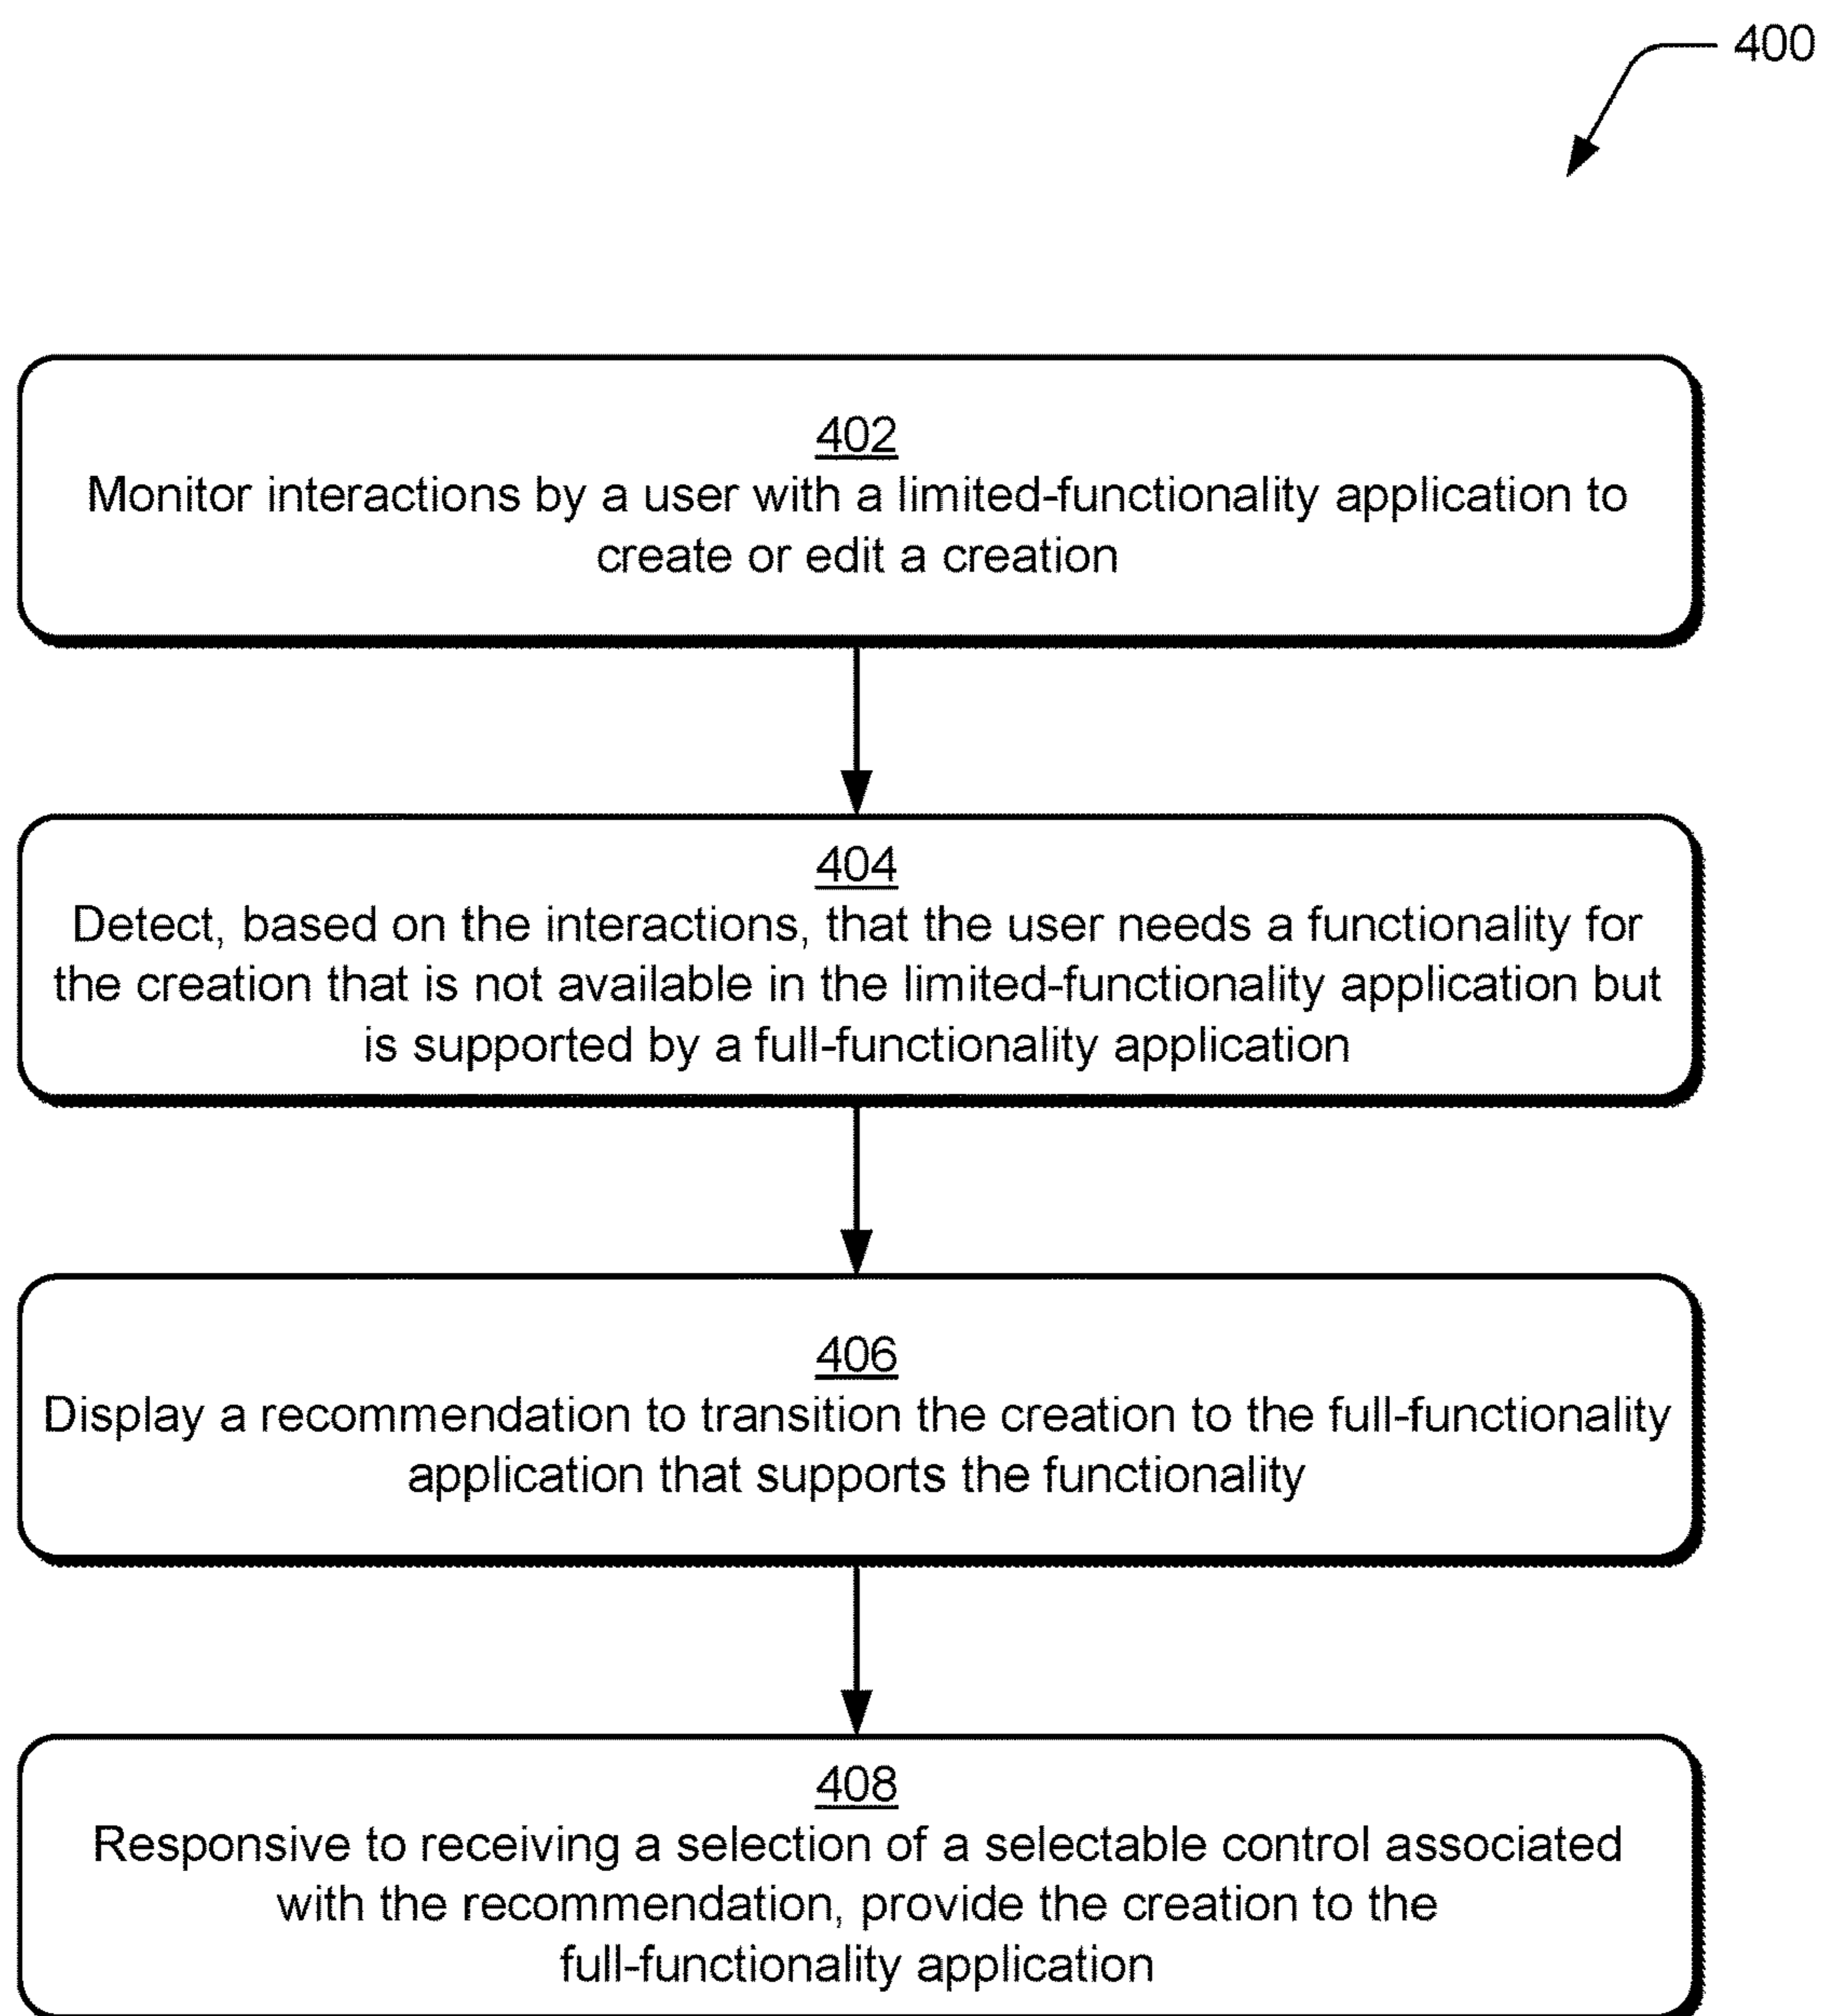 400
402
Monitor interactions by a user with a limited-functionality application to
create or edit a creation
404
Detect, based on the interactions, that the user needs a functionality for
the creation that is not available in the limited-functionality application but
is supported by a full-functionality application
406
Display a recommendation to transition the creation to the full-functionality
application that supports the functionality
408
Responsive to receiving a selection of a selectable control associated
with the recommendation, provide the creation to the
full-functionality application